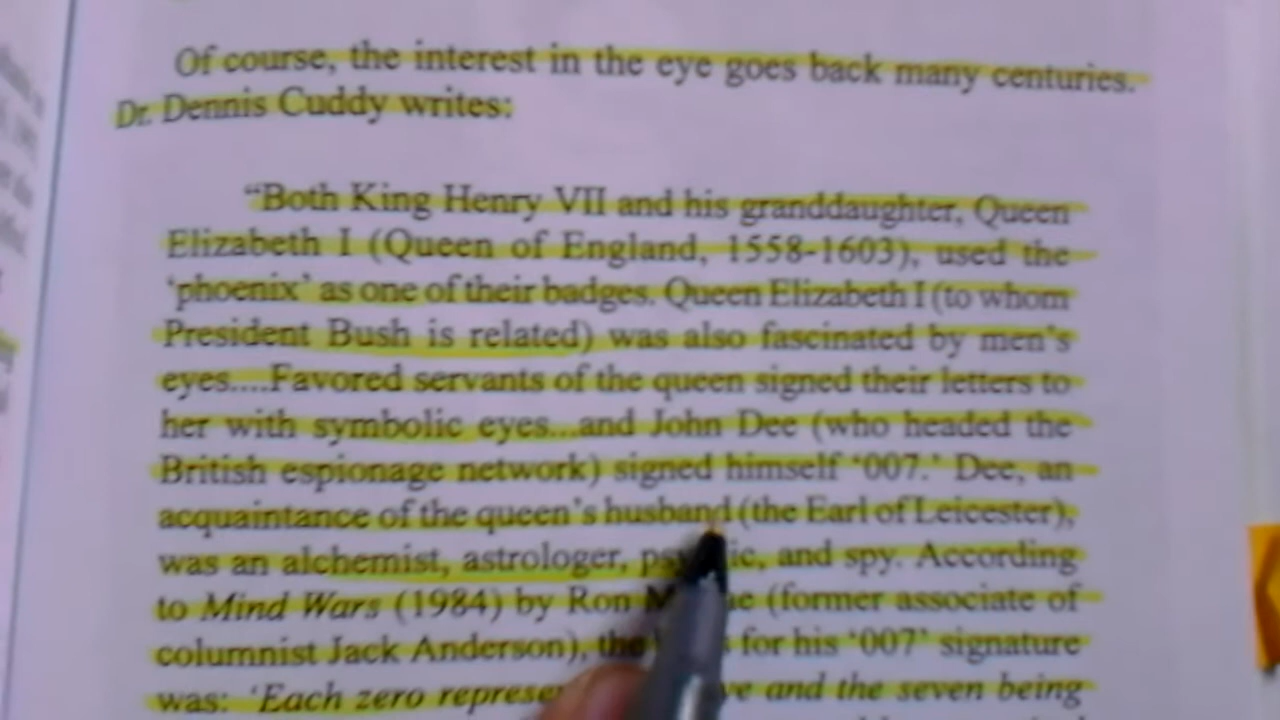 Of course, the interest in the eye goes back many centuries.
Dr. Dennis Cuddy writes:
"Both King Henry VII and his granddaughter, Queen
Elizabeth I (Queen of England, 1558-1603), used the
'phoenix' as one of their badges. Queen Elizabeth I (to whom
President Bush is related) was also fascinated by men's
eyes....Favored servants of the queen signed their letters to
her with symbolic eyes...and John Dee (who headed the
British espionage network) signed himself '007.' Dee, an
acquaintance of the queen's husband (the Earl of Leicester),
was an alchemist, astrologer, and spy. According
to Mind Wars (1984) by Ron (former associate of
columnist Jack Anderson), the for his '007' signature
was: 'Each zero and the seven being